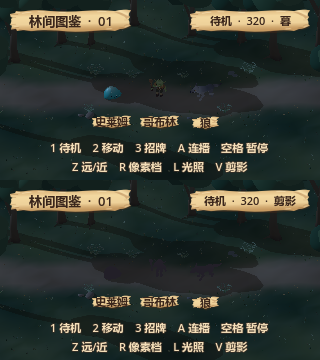 林间图鉴 · 01
待机 · 320 · 暮
史莱姆 哥布林 狼
1 待机 2 移动 3 招牌 A 连播 空格 暂停
Z 远/近 R 像素档 L 光照 V 剪影
林间图鉴 · 01
待机 · 320 · 剪影
史莱姆 哥布林 狼
1 待机 2 移动 3 招牌 A 连播 空格 暂停
Z 远/近 R 像素档 L 光照 V 剪影